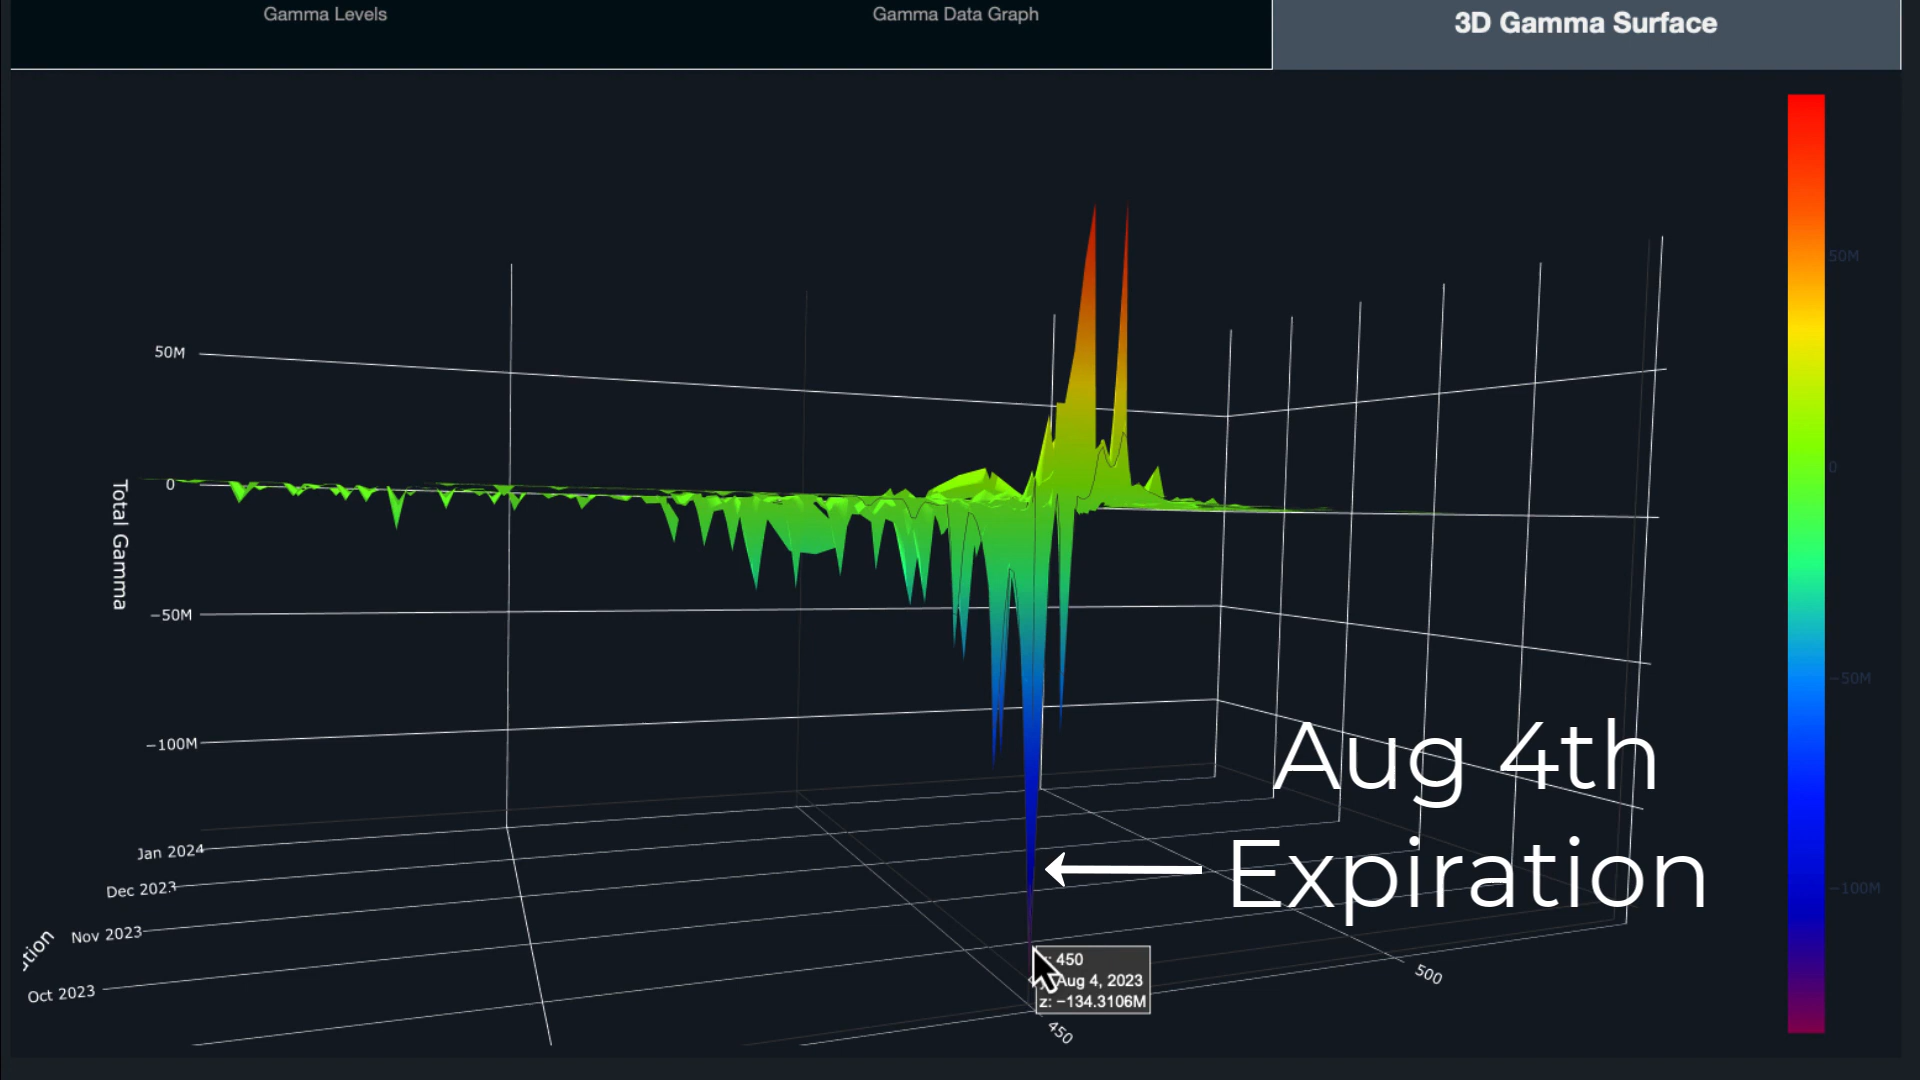 Gamma Levels
Gamma Data Graph
3D Gamma Surface
50M
0
−50M
−100M
Total Gamma
Jan 2024
Dec 2023
Nov 2023
Oct 2023
450
500
50M
0
−50M
−100M
Aug 4th
Expiration
: 450
Aug 4, 2023
z: −134.3106M